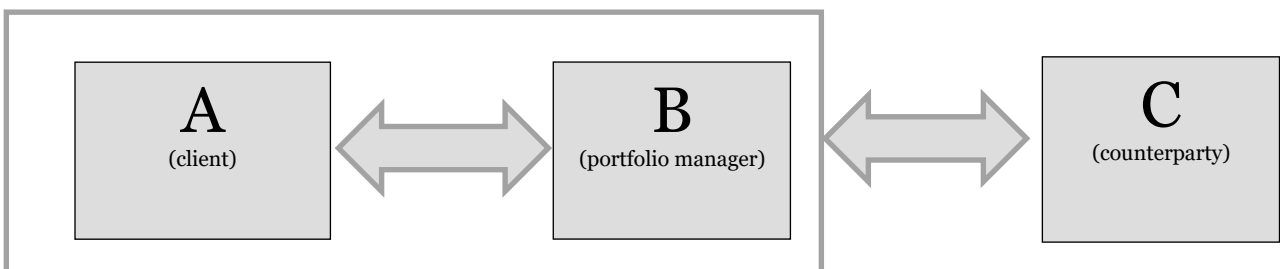 A
(client)
B
(portfolio manager)
C
(counterparty)